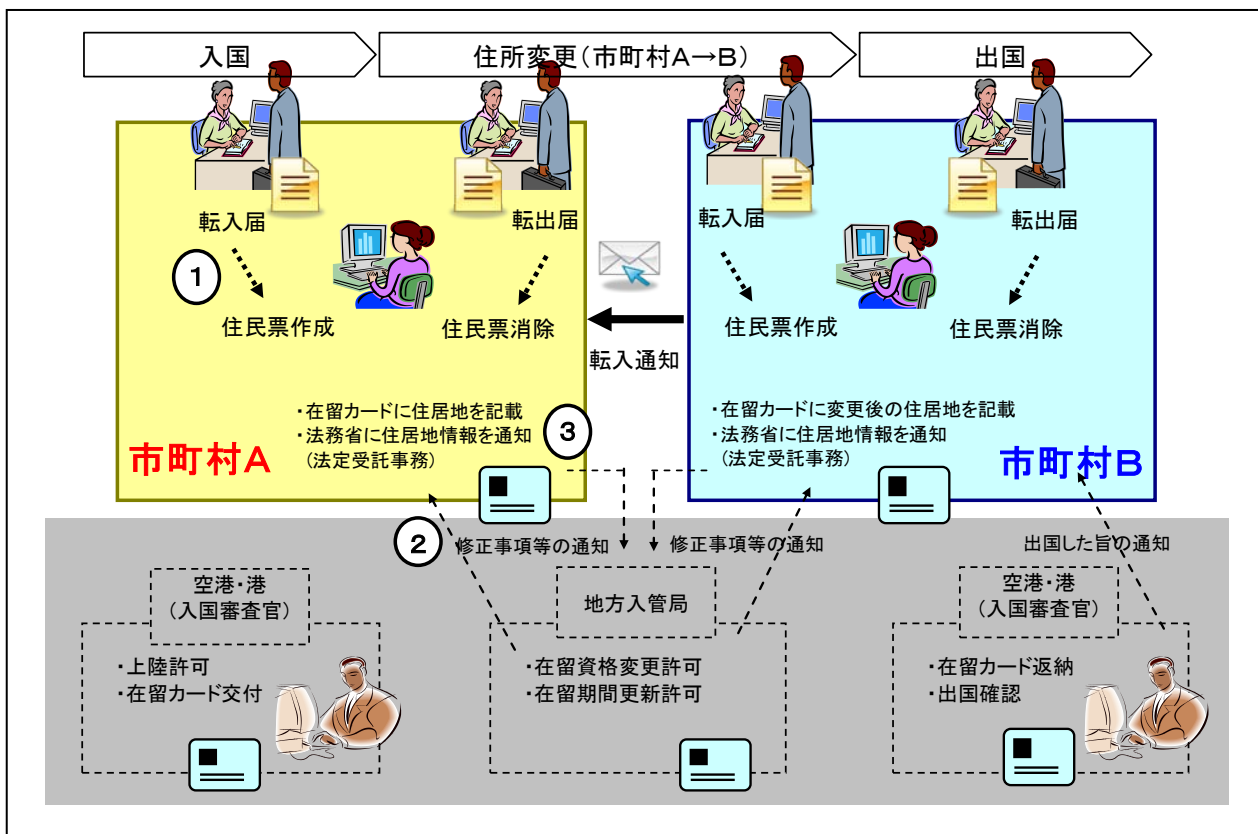 入国
住所変更(市町村A→B)
出国
転入届
転出届
転入届
転出届
①
住民票作成
住民票消除
住民票作成
住民票消除
転入通知
・在留カードに住居地を記載
・法務省に住居地情報を通知
(法定受託事務)
③
市町村A
・在留カードに変更後の住居地を記載
・法務省に住居地情報を通知
(法定受託事務)
市町村B
②
修正事項等の通知
修正事項等の通知
出国した旨の通知
空港・港
(入国審査官)
・上陸許可
・在留カード交付
地方入管局
・在留資格変更許可
・在留期間更新許可
空港・港
(入国審査官)
・在留カード返納
・出国確認